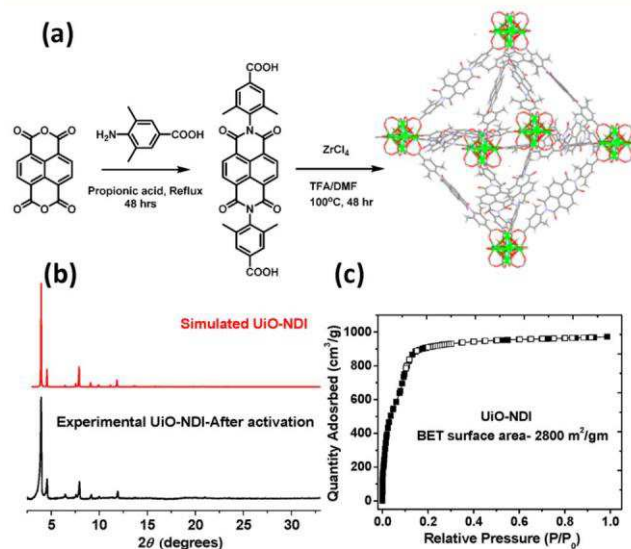 (a)
COOH
O O O
H₂N COOH
O O O
Propionic acid, Reflux
48 hrs
O N O
O N O
COOH
ZrCl₄
TFA/DMF
100°C, 48 hr
(b)
Simulated UiO-NDI
Experimental UiO-NDI-After activation
5 10 15 20 25 30
2θ (degrees)
(c)
Quantity Adosrbed (cm³/g)
1000
800
600
400
200
0
UiO-NDI
BET surface area- 2800 m²/gm
0.0 0.2 0.4 0.6 0.8 1.0
Relative Pressure (P/P₀)